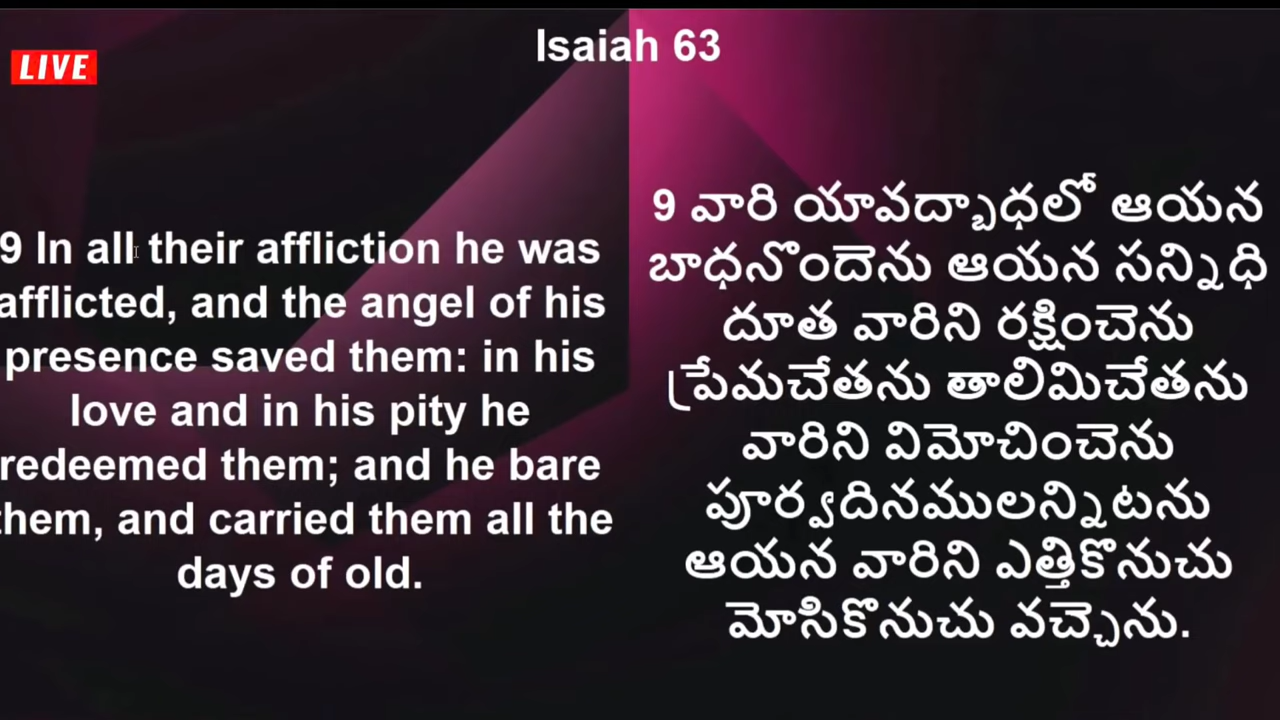 Isaiah 63
LIVE
9 In all their affliction he was
afflicted, and the angel of his
presence saved them: in his
love and in his pity he
redeemed them; and he bare
them, and carried them all the
days of old.
9 వారి యావద్బాధలో ఆయన
బాధనొందెను ఆయన సన్నిధి
దూత వారిని రక్షించెను
ప్రేమచేతను తాలిమిచేతను
వారిని విమోచించెను
పూర్వదినములన్నిటను
ఆయన వారిని ఎత్తికొనుచు
మోసికొనుచు వచ్చెను.